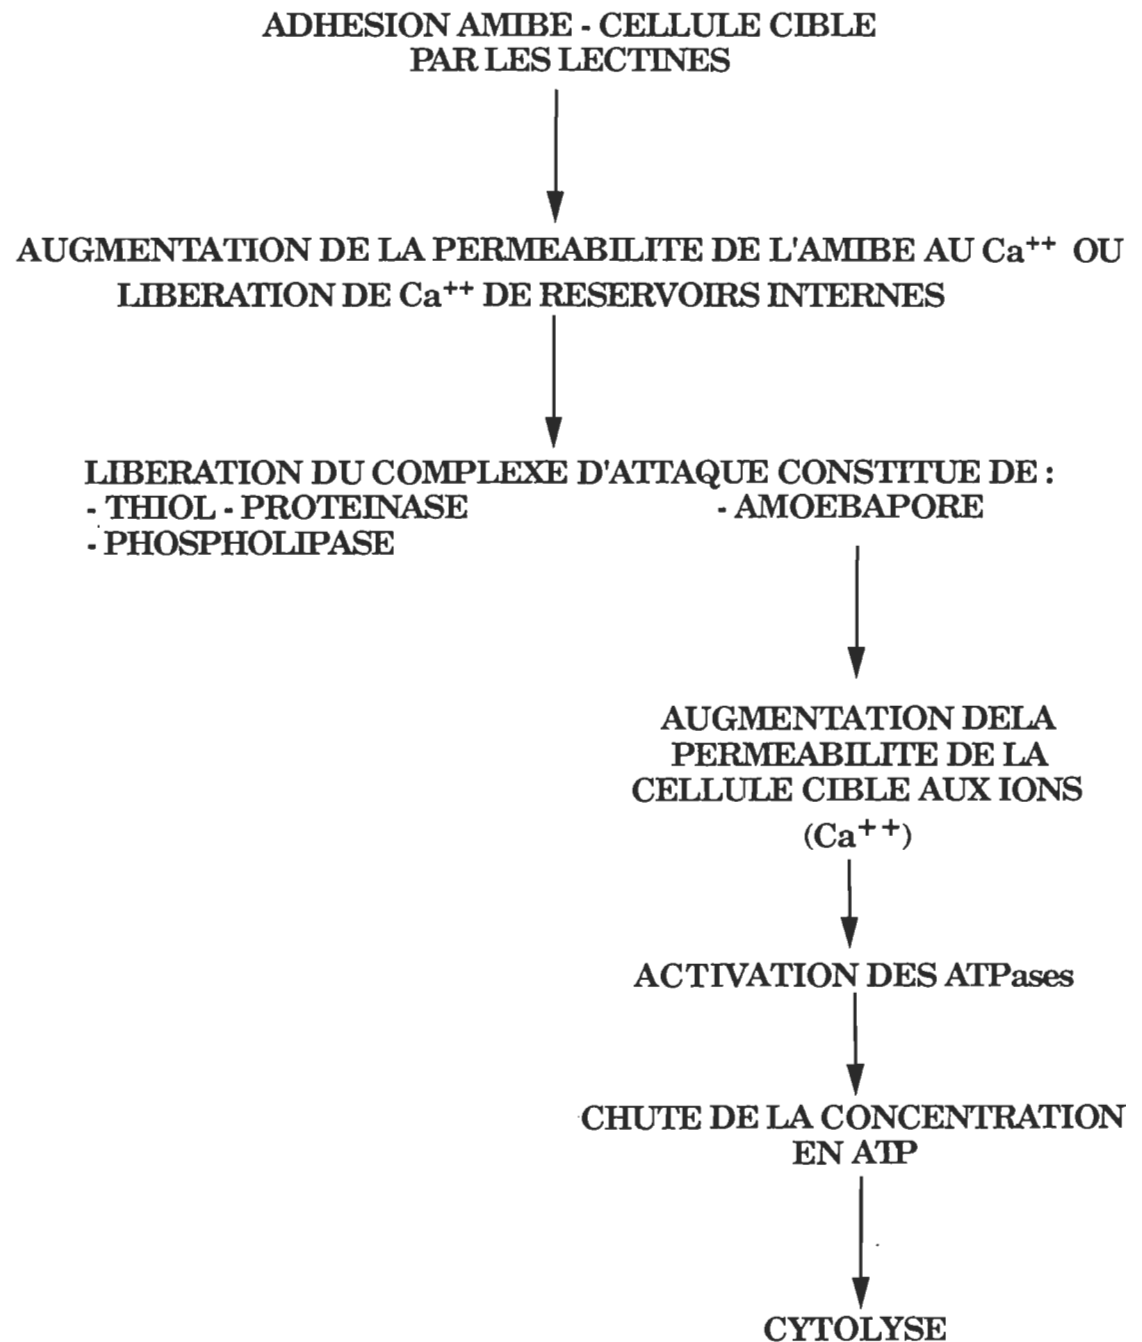 ADHESION AMIBE - CELLULE CIBLE
PAR LES LECTINES
AUGMENTATION DE LA PERMEABILITE DE L'AMIBE AU Ca++ OU
LIBERATION DE Ca++ DE RESERVOIRS INTERNES
LIBERATION DU COMPLEXE D'ATTAQUE CONSTITUE DE :
- THIOL - PROTEINASE - AMOEBAPORE
- PHOSPHOLIPASE
AUGMENTATION DELA
PERMEABILITE DE LA
CELLULE CIBLE AUX IONS
(Ca++)
ACTIVATION DES ATPases
CHUTE DE LA CONCENTRATION
EN ATP
CYTOLYSE